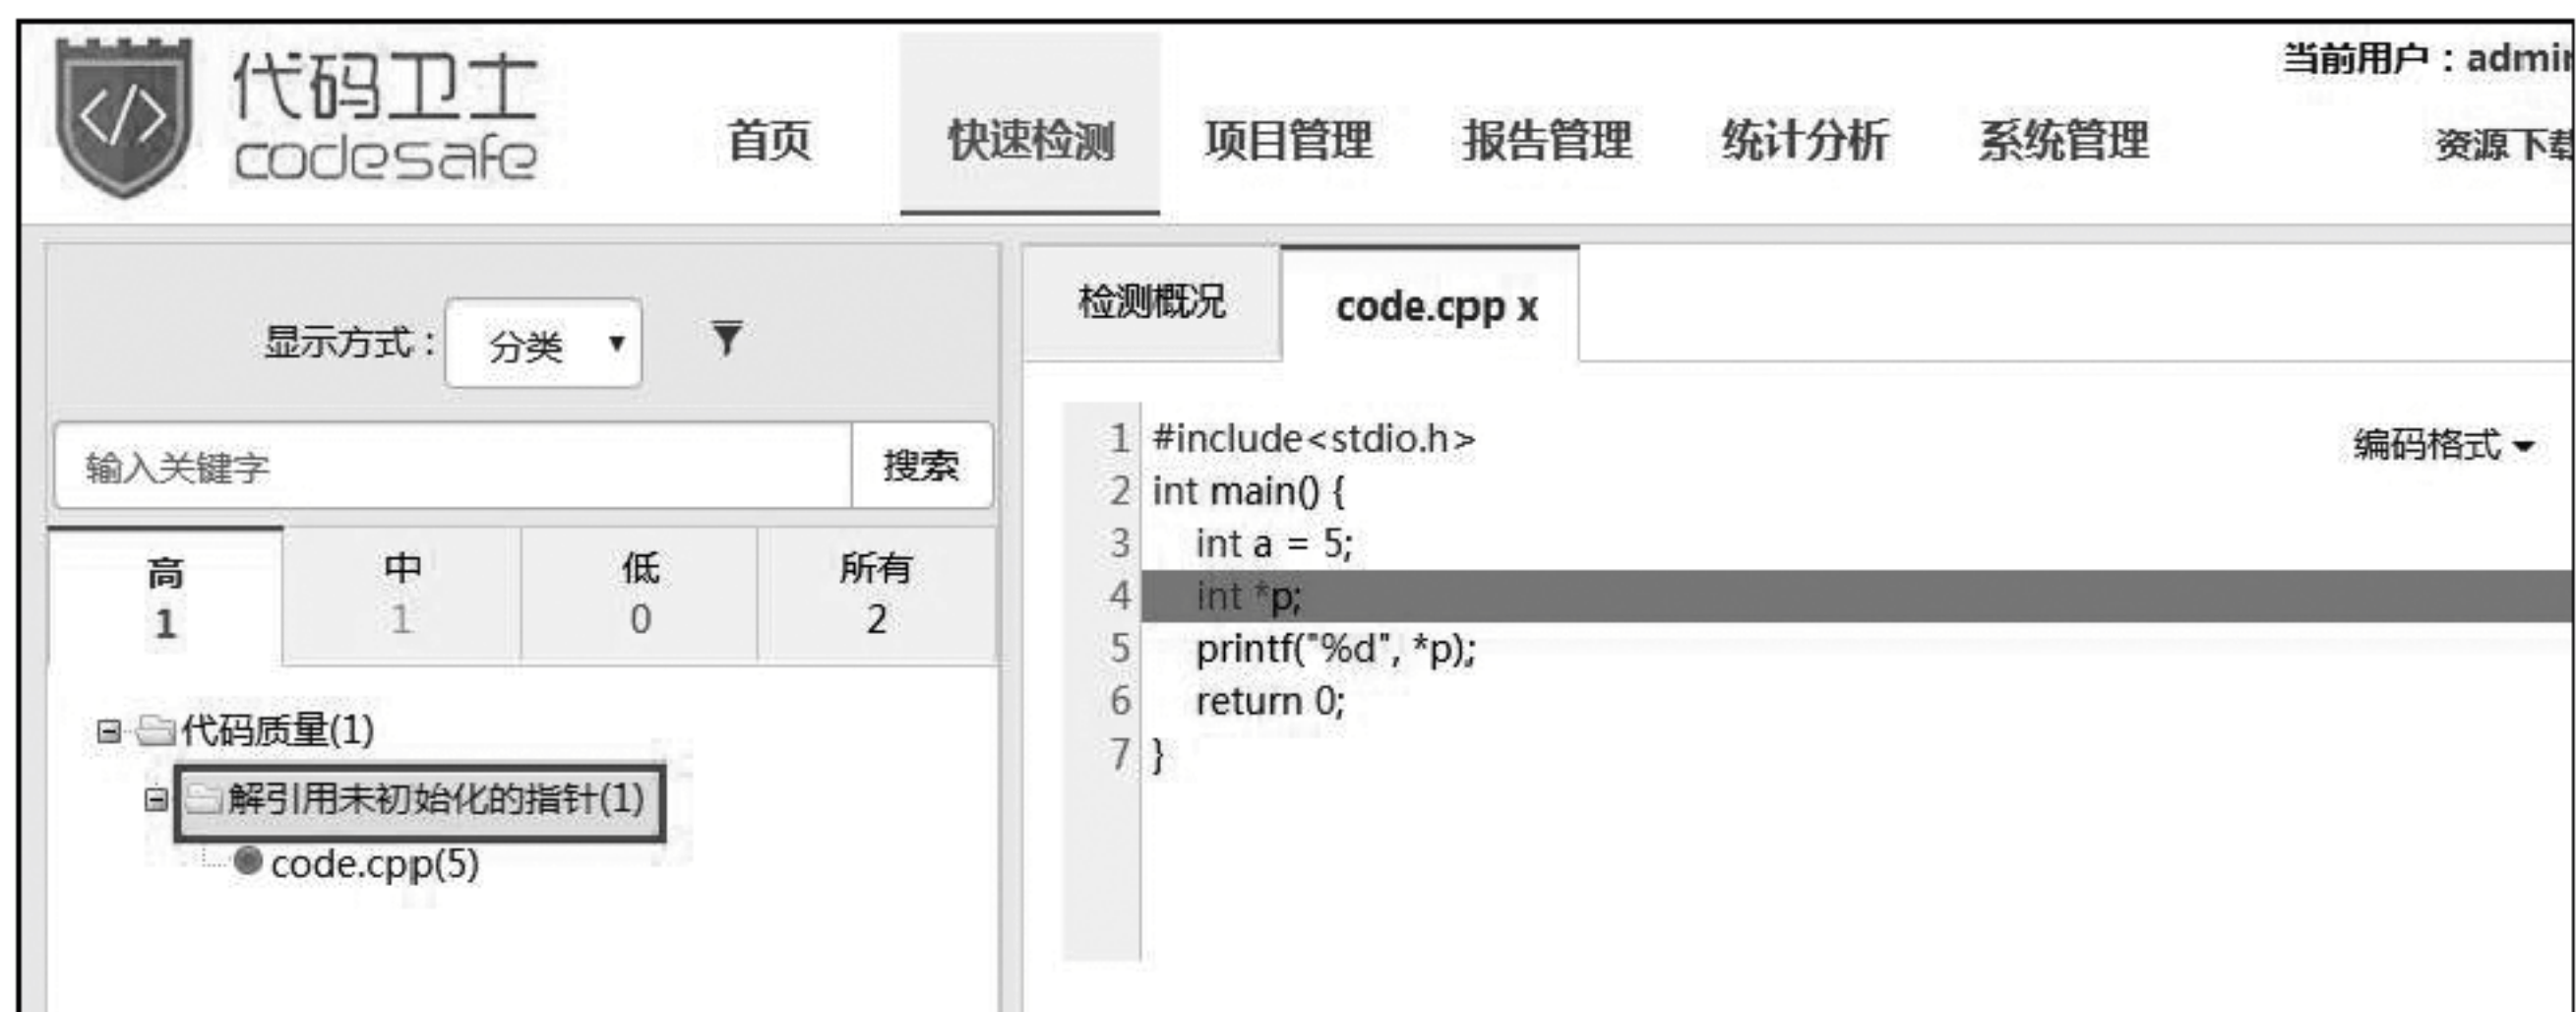 代码卫士
codesafe
当前用户：admin
首页 快速检测 项目管理 报告管理 统计分析 系统管理 资源下载
显示方式： 分类
输入关键字 搜索
高 中 低 所有
1 1 0 2
代码质量(1)
解引用未初始化的指针(1)
code.cpp(5)
检测概况 code.cpp x
编码格式
1 #include<stdio.h>
2 int main() {
3 int a = 5;
4 int *p;
5 printf("%d", *p);
6 return 0;
7 }